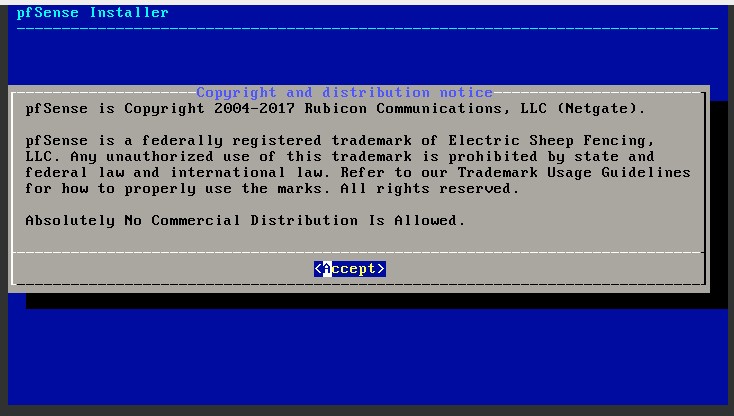 pfSense Installer
Copyright and distribution notice
pfSense is Copyright 2004-2017 Rubicon Communications, LLC (Netgate).
pfSense is a federally registered trademark of Electric Sheep Fencing,
LLC. Any unauthorized use of this trademark is prohibited by state and
federal law and international law. Refer to our Trademark Usage Guidelines
for how to properly use the marks. All rights reserved.
Absolutely No Commercial Distribution Is Allowed.
<Accept>